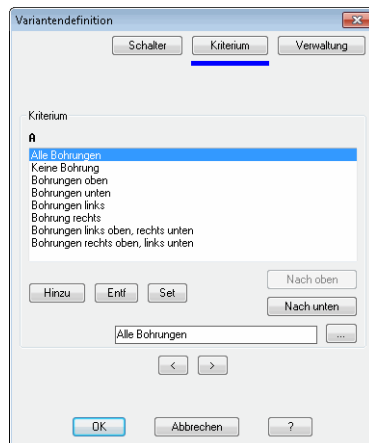 Variantendefinition
Schalter Kriterium Verwaltung
Kriterium
A
Alle Bohrungen
Keine Bohrung
Bohrungen oben
Bohrungen unten
Bohrungen links
Bohrung rechts
Bohrungen links oben, rechts unten
Bohrungen rechts oben, links unten
Nach oben
Hinzu Entf Set
Nach unten
Alle Bohrungen ...
< >
OK Abbrechen ?